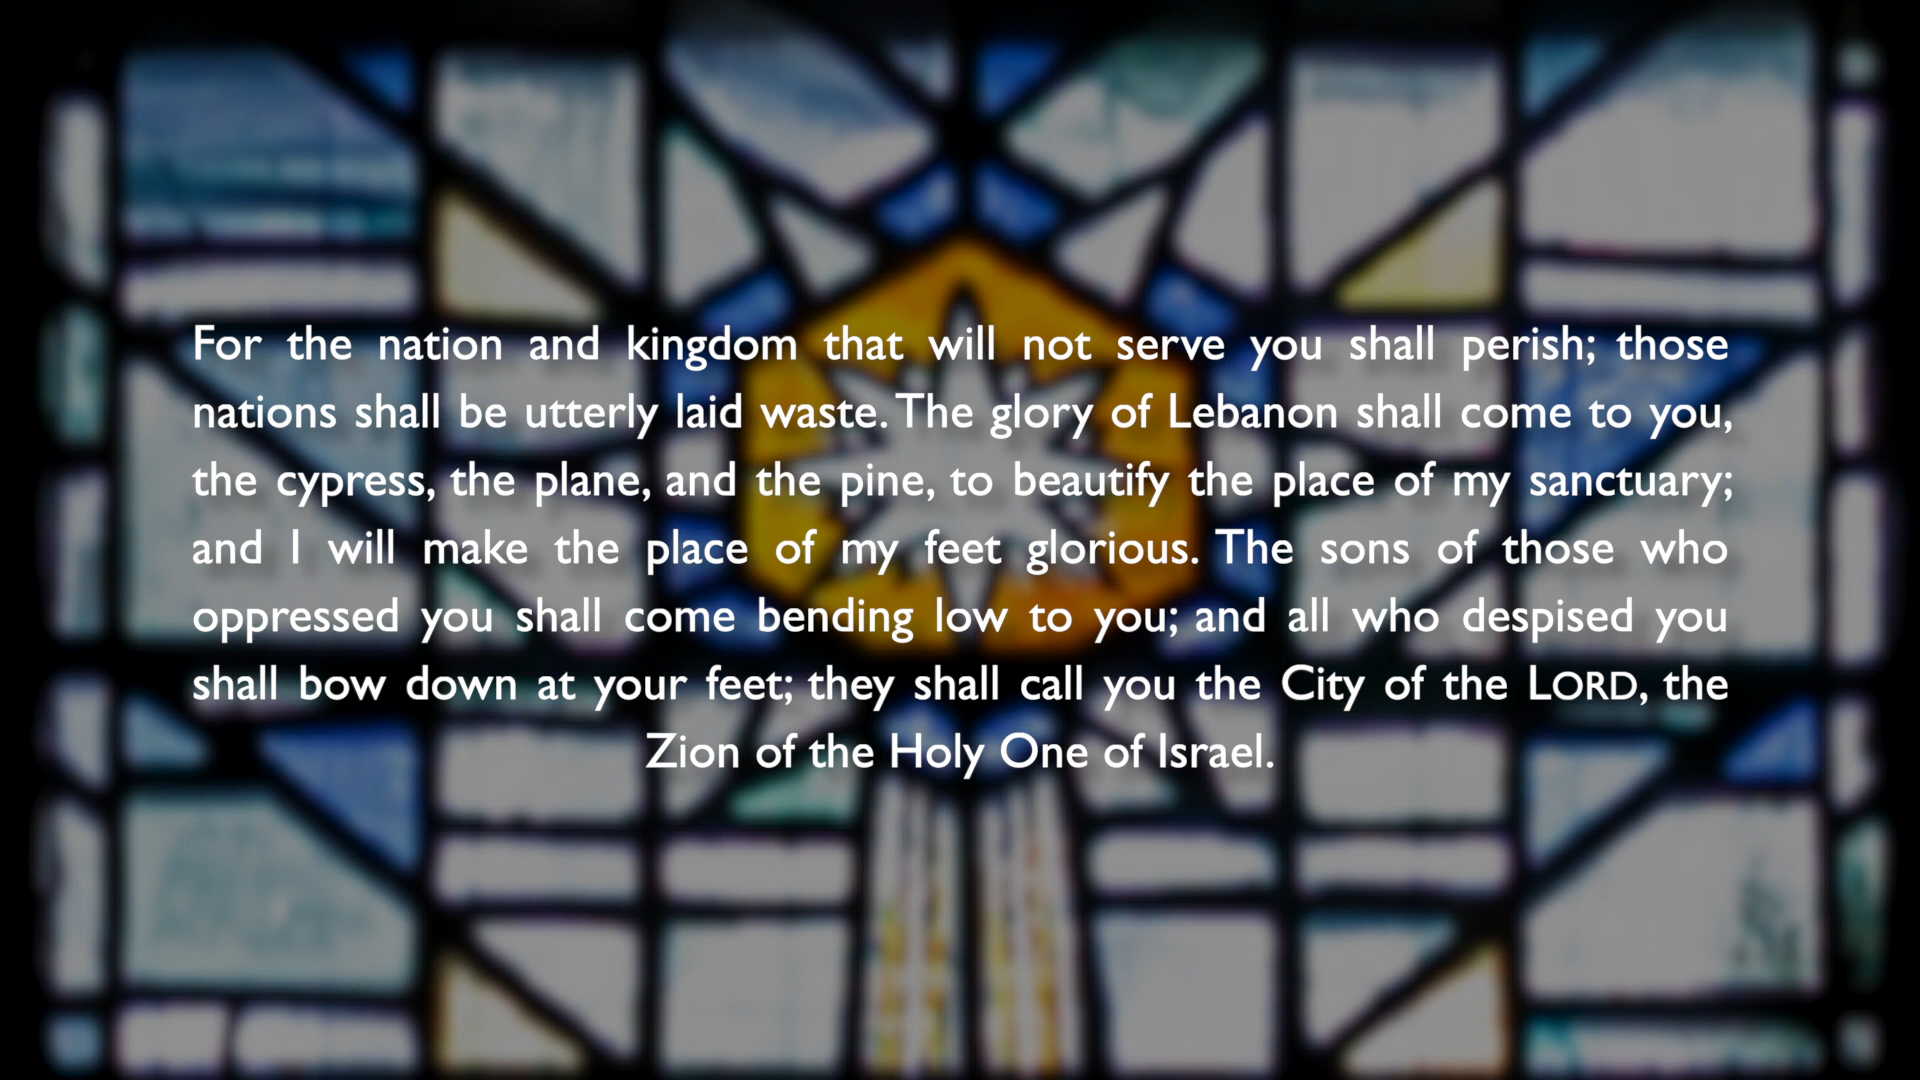 For the nation and kingdom that will not serve you shall perish; those
nations shall be utterly laid waste. The glory of Lebanon shall come to you,
the cypress, the plane, and the pine, to beautify the place of my sanctuary;
and I will make the place of my feet glorious. The sons of those who
oppressed you shall come bending low to you; and all who despised you
shall bow down at your feet; they shall call you the City of the LORD, the
Zion of the Holy One of Israel.